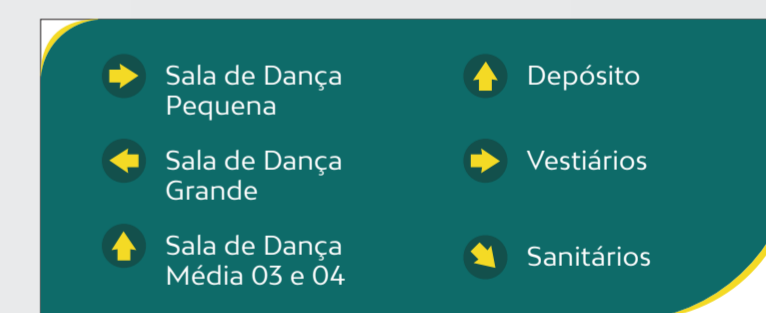 Sala de Dança
Pequena
Sala de Dança
Grande
Sala de Dança
Média 03 e 04
Depósito
Vestiários
Sanitários